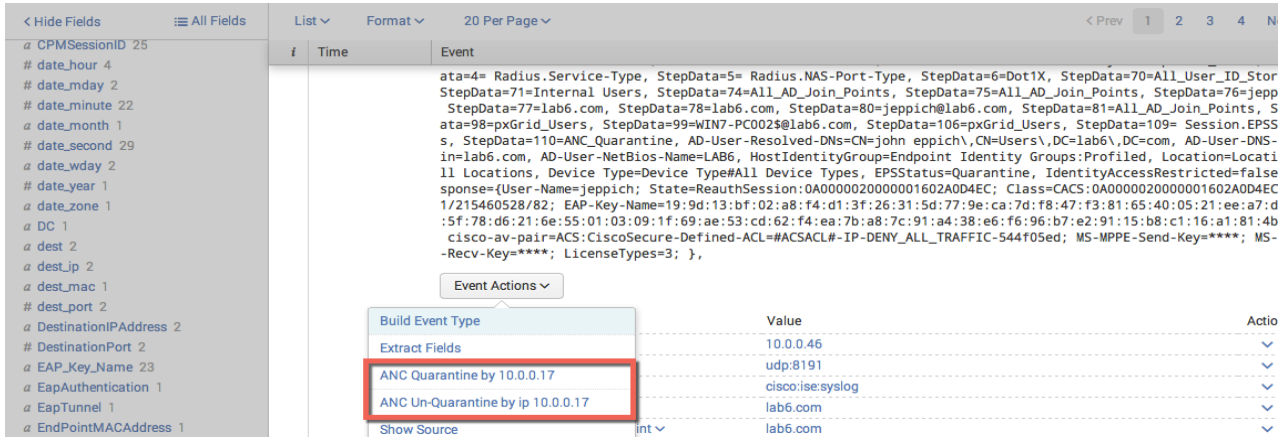 < Hide Fields
All Fields
List
Format
20 Per Page
< Prev 1 2 3 4
i Time Event
a CPMSessionID 25
# date_hour 4
# date_mday 2
# date_minute 22
a date_month 1
# date_second 29
a date_wday 2
# date_year 1
a date_zone 1
a DC 1
a dest 2
a dest_ip 2
a dest_mac 1
# dest_port 2
a DestinationIPAddress 2
# DestinationPort 2
a EAP_Key_Name 23
a EapAuthentication 1
a EapTunnel 1
a EndPointMACAddress 1
ata=4= Radius.Service-Type, StepData=5= Radius.NAS-Port-Type, StepData=6=Dot1X, StepData=70=All_User_ID_Stor
StepData=71=Internal Users, StepData=74=All_AD_Join_Points, StepData=75=All_AD_Join_Points, StepData=76=jepp
StepData=77=lab6.com, StepData=78=lab6.com, StepData=80=jeppich@lab6.com, StepData=81=All_AD_Join_Points, S
ata=98=pxGrid_Users, StepData=99=WIN7-PC002$@lab6.com, StepData=106=pxGrid_Users, StepData=109= Session.EPSS
s, StepData=110=ANC_Quarantine, AD-User-Resolved-DNs=CN=john eppich\,CN=Users\,DC=lab6\,DC=com, AD-User-DNS-
in=lab6.com, AD-User-NetBios-Name=LAB6, HostIdentityGroup=Endpoint Identity Groups:Profiled, Location=Locati
ll Locations, Device Type=Device Type#All Device Types, EPSStatus=Quarantine, IdentityAccessRestricted=false
sponse={User-Name=jeppich; State=ReauthSession:0A0000020000001602A0D4EC; Class=CACS:0A0000020000001602A0D4EC
1/215460528/82; EAP-Key-Name=19:9d:13:bf:02:a8:f4:d1:3f:26:31:5d:77:9e:ca:7d:f8:47:f3:81:65:40:05:21:ee:a7:d
:5f:78:d6:21:6e:55:01:03:09:1f:69:ae:53:cd:62:f4:ea:7b:a8:7c:91:a4:38:e6:f6:96:b7:e2:91:15:b8:c1:16:a1:81:4b
cisco-av-pair=ACS:CiscoSecure-Defined-ACL=#ACSACL#-IP-DENY_ALL_TRAFFIC-544f05ed; MS-MPPE-Send-Key=****; MS-
-Recv-Key=****; LicenseTypes=3; },
Event Actions
Build Event Type
Extract Fields
ANC Quarantine by 10.0.0.17
ANC Un-Quarantine by ip 10.0.0.17
Show Source
Value Actio
10.0.0.46
udp:8191
cisco:ise:syslog
lab6.com
int lab6.com